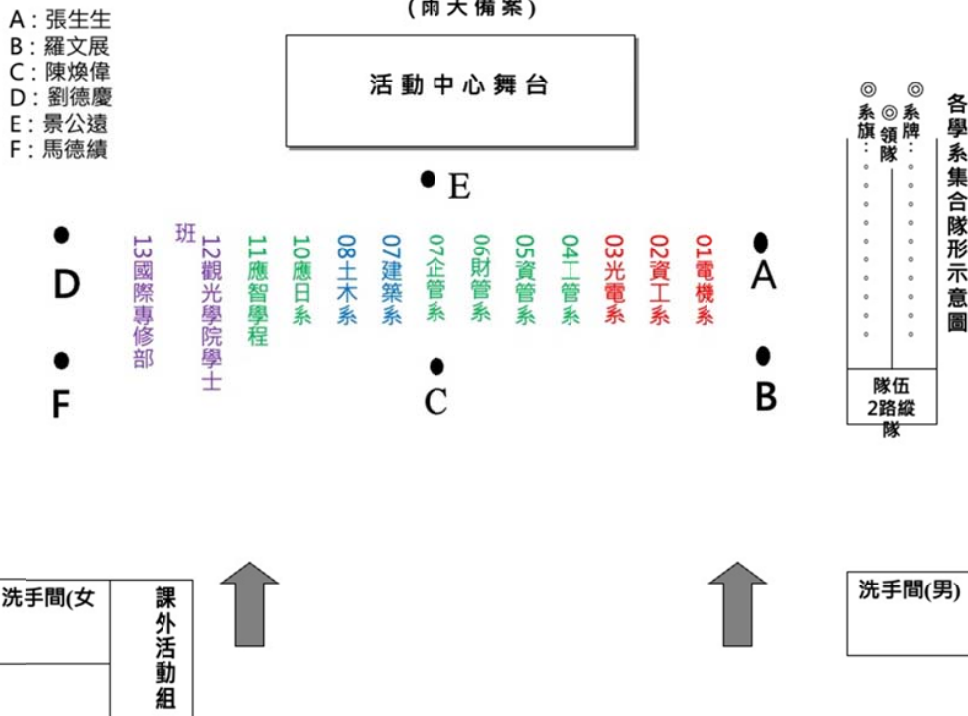 (雨天備案)
A：張生生
B：羅文展
C：陳煥偉
D：劉德慶
E：景公遠
F：馬德績
活動中心舞台
E
D
F
13國際專修部
12觀光學院學士
班
11應智學程
10應日系
08土木系
07建築系
07企管系
06財管系
05資管系
04工管系
03光電系
02資工系
01電機系
C
A
B
◎系旗：
◎領隊
◎系牌：
各學系集合隊形示意圖
隊伍
2路縱
隊
洗手間(女
課外活動組
洗手間(男)